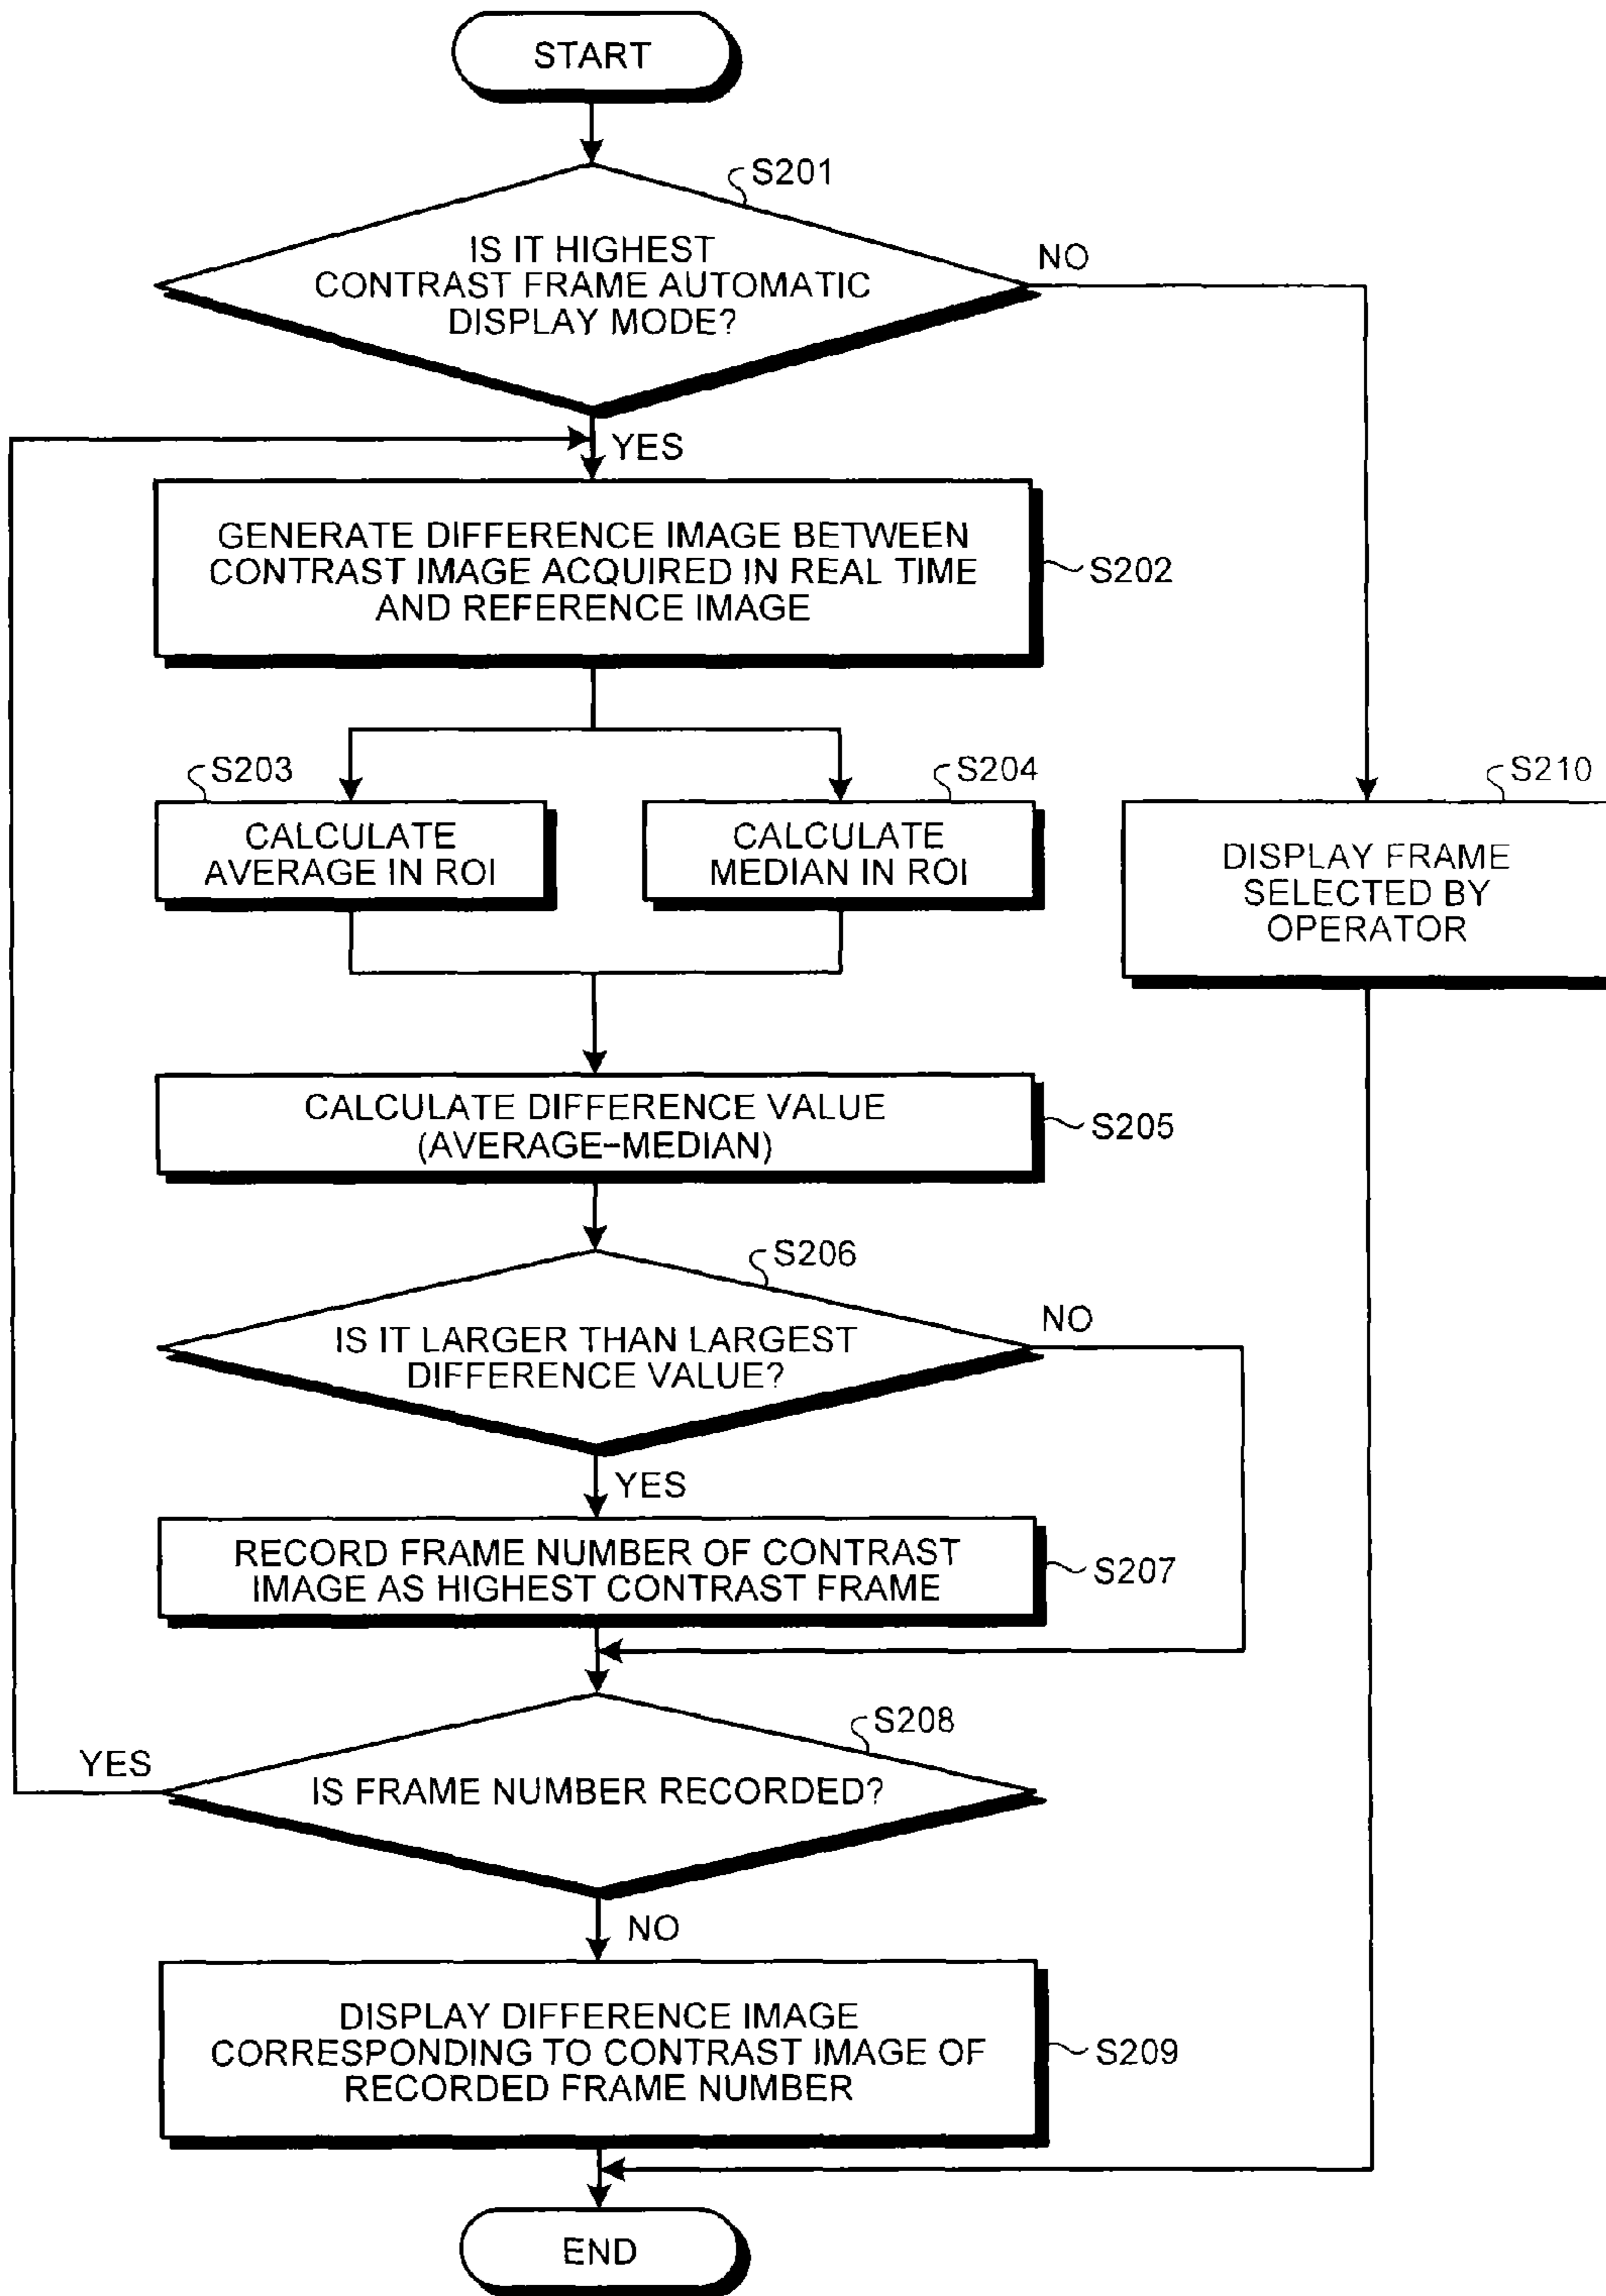 START
S201
IS IT HIGHEST
CONTRAST FRAME AUTOMATIC
DISPLAY MODE?
NO
YES
GENERATE DIFFERENCE IMAGE BETWEEN
CONTRAST IMAGE ACQUIRED IN REAL TIME
AND REFERENCE IMAGE
S202
S203
CALCULATE
AVERAGE IN ROI
S204
CALCULATE
MEDIAN IN ROI
S210
DISPLAY FRAME
SELECTED BY
OPERATOR
CALCULATE DIFFERENCE VALUE
(AVERAGE–MEDIAN)
S205
S206
IS IT LARGER THAN LARGEST
DIFFERENCE VALUE?
NO
YES
RECORD FRAME NUMBER OF CONTRAST
IMAGE AS HIGHEST CONTRAST FRAME
S207
S208
YES
IS FRAME NUMBER RECORDED?
NO
DISPLAY DIFFERENCE IMAGE
CORRESPONDING TO CONTRAST IMAGE OF
RECORDED FRAME NUMBER
S209
END